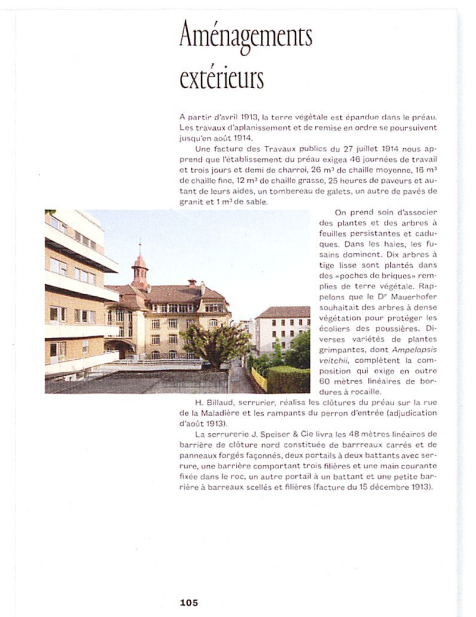 Aménagements
extérieurs
A partir d'avril 1913, la terre végétale est épandue dans le préau.
Les travaux d'aplanissement et de remise en ordre se poursuivent
jusqu'en août 1914.
Une facture des Travaux publics du 27 juillet 1914 nous ap-
prend que l'établissement du préau exigea 46 journées de travail
et trois jours et demi de charroi, 26 m³ de chaille moyenne, 16 m³
de chaille fine, 12 m³ de chaille grasse, 25 heures de paveurs et au-
tant de leurs aides, un tombereau de galets, un autre de pavés de
granit et 1 m³ de sable.
On prend soin d'associer
des plantes et des arbres à
feuilles persistantes et cadu-
ques. Dans les haies, les fu-
sains dominent. Dix arbres à
tige lisse sont plantés dans
des «poches de briques» rem-
plies de terre végétale. Rap-
pelons que le Dr Mauerhofer
souhaitait des arbres à dense
végétation pour protéger les
écoliers des poussières. Di-
verses variétés de plantes
grimpantes, dont Ampelopsis
veitchii, complètent la com-
position qui exige en outre
60 mètres linéaires de bor-
dures à rocaille.
H. Billaud, serrurier, réalisa les clôtures du préau sur la rue
de la Maladière et les rampants du perron d'entrée (adjudication
d'août 1913).
La serrurerie J. Speiser & Cie livra les 48 mètres linéaires de
barrière de clôture nord constituée de barrreaux carrés et de
panneaux forgés façonnés, deux portails à deux battants avec ser-
rure, une barrière comportant trois filières et une main courante
fixée dans le roc, un autre portail à un battant et une petite bar-
rière à barreaux scellés et filières (facture du 15 décembre 1913).
105